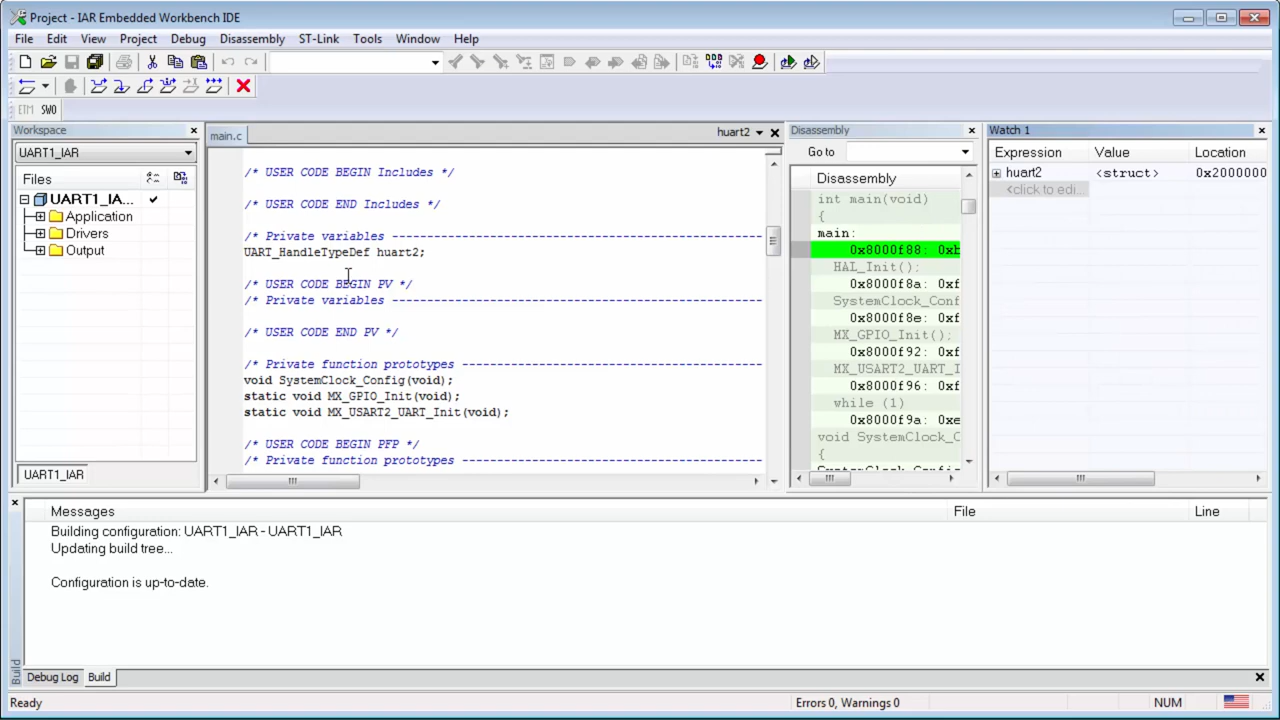 Project - IAR Embedded Workbench IDE
File Edit View Project Debug Disassembly ST-Link Tools Window Help
ETM SWO
Workspace
UART1_IAR
Files
UART1_IA...
Application
Drivers
Output
UART1_IAR
main.c
huart2
/* USER CODE BEGIN Includes */
/* USER CODE END Includes */
/* Private variables ---------------------------------------------------
UART_HandleTypeDef huart2;
/* USER CODE BEGIN PV */
/* Private variables ---------------------------------------------------
/* USER CODE END PV */
/* Private function prototypes -----------------------------------------
void SystemClock_Config(void);
static void MX_GPIO_Init(void);
static void MX_USART2_UART_Init(void);
/* USER CODE BEGIN PFP */
/* Private function prototypes -----------------------------------------
Disassembly
Go to
Disassembly
int main(void)
{
main:
0x8000f88: 0xb
HAL_Init();
0x8000f8a: 0xf
SystemClock_Conf
0x8000f8e: 0xf
MX_GPIO_Init();
0x8000f92: 0xf
MX_USART2_UART_I
0x8000f96: 0xf
while (1)
0x8000f9a: 0xe
void SystemClock_C
{
Watch 1
Expression Value Location
huart2 <struct> 0x2000000
<click to edi...
Messages File Line
Building configuration: UART1_IAR - UART1_IAR
Updating build tree...
Configuration is up-to-date.
Build
Debug Log Build
Ready Errors 0, Warnings 0 NUM